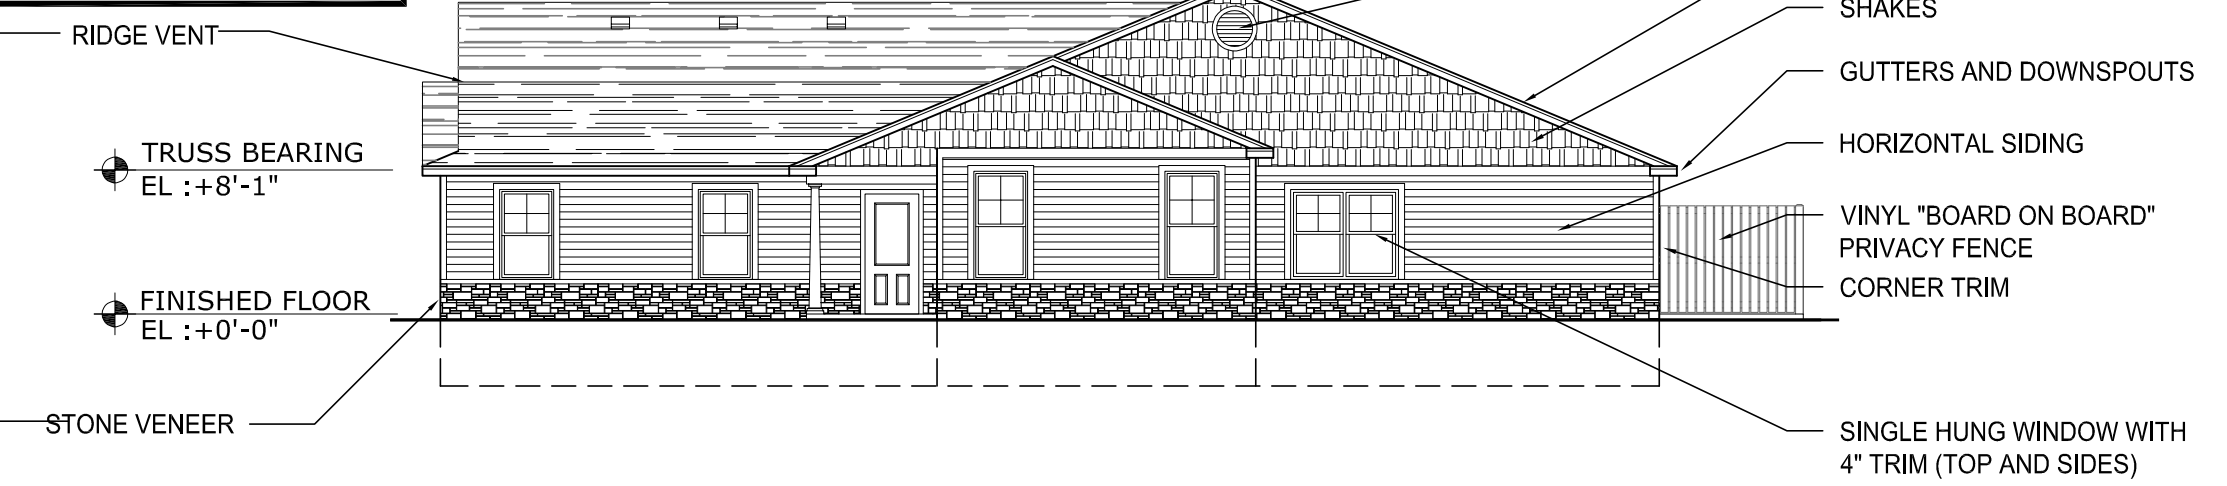 RIDGE VENT
TRUSS BEARING
EL :+8'-1"
FINISHED FLOOR
EL :+0'-0"
STONE VENEER
SHAKES
GUTTERS AND DOWNSPOUTS
HORIZONTAL SIDING
VINYL "BOARD ON BOARD"
PRIVACY FENCE
CORNER TRIM
SINGLE HUNG WINDOW WITH
4" TRIM (TOP AND SIDES)